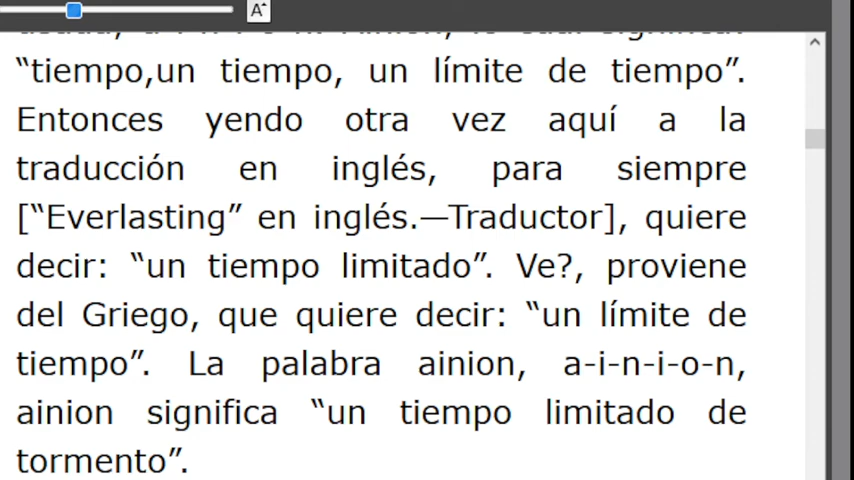 A
“tiempo,un tiempo, un límite de tiempo”.
Entonces yendo otra vez aquí a la
traducción en inglés, para siempre
[“Everlasting” en inglés.—Traductor], quiere
decir: “un tiempo limitado”. Ve?, proviene
del Griego, que quiere decir: “un límite de
tiempo”. La palabra ainion, a-i-n-i-o-n,
ainion significa “un tiempo limitado de
tormento”.